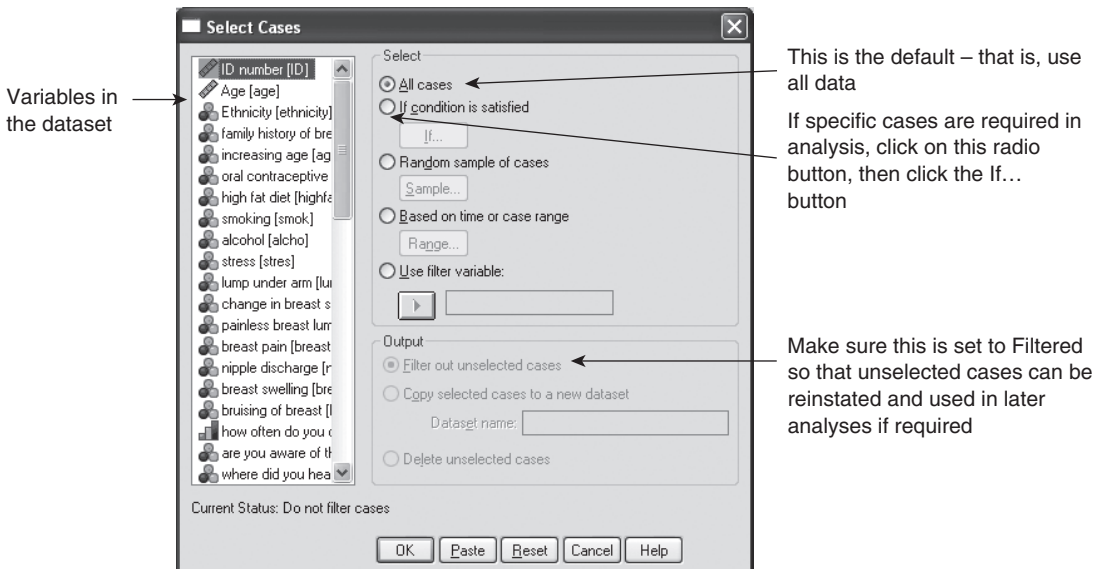 Select Cases
Variables in
the dataset
ID number [ID]
Age [age]
Ethnicity [ethnicity]
family history of bre
increasing age [ag
oral contraceptive
high fat diet [highfa
smoking [smok]
alcohol [alcho]
stress [stres]
lump under arm [lu
change in breast s
painless breast lum
breast pain [breast
nipple discharge [n
breast swelling [bre
bruising of breast [l
how often do you
are you aware of th
where did you hea
Select
All cases
If condition is satisfied
If...
Random sample of cases
Sample...
Based on time or case range
Range...
Use filter variable:
Output
Filter out unselected cases
Copy selected cases to a new dataset
Dataset name:
Delete unselected cases
Current Status: Do not filter cases
OK Paste Reset Cancel Help
This is the default – that is, use
all data
If specific cases are required in
analysis, click on this radio
button, then click the If…
button
Make sure this is set to Filtered
so that unselected cases can be
reinstated and used in later
analyses if required